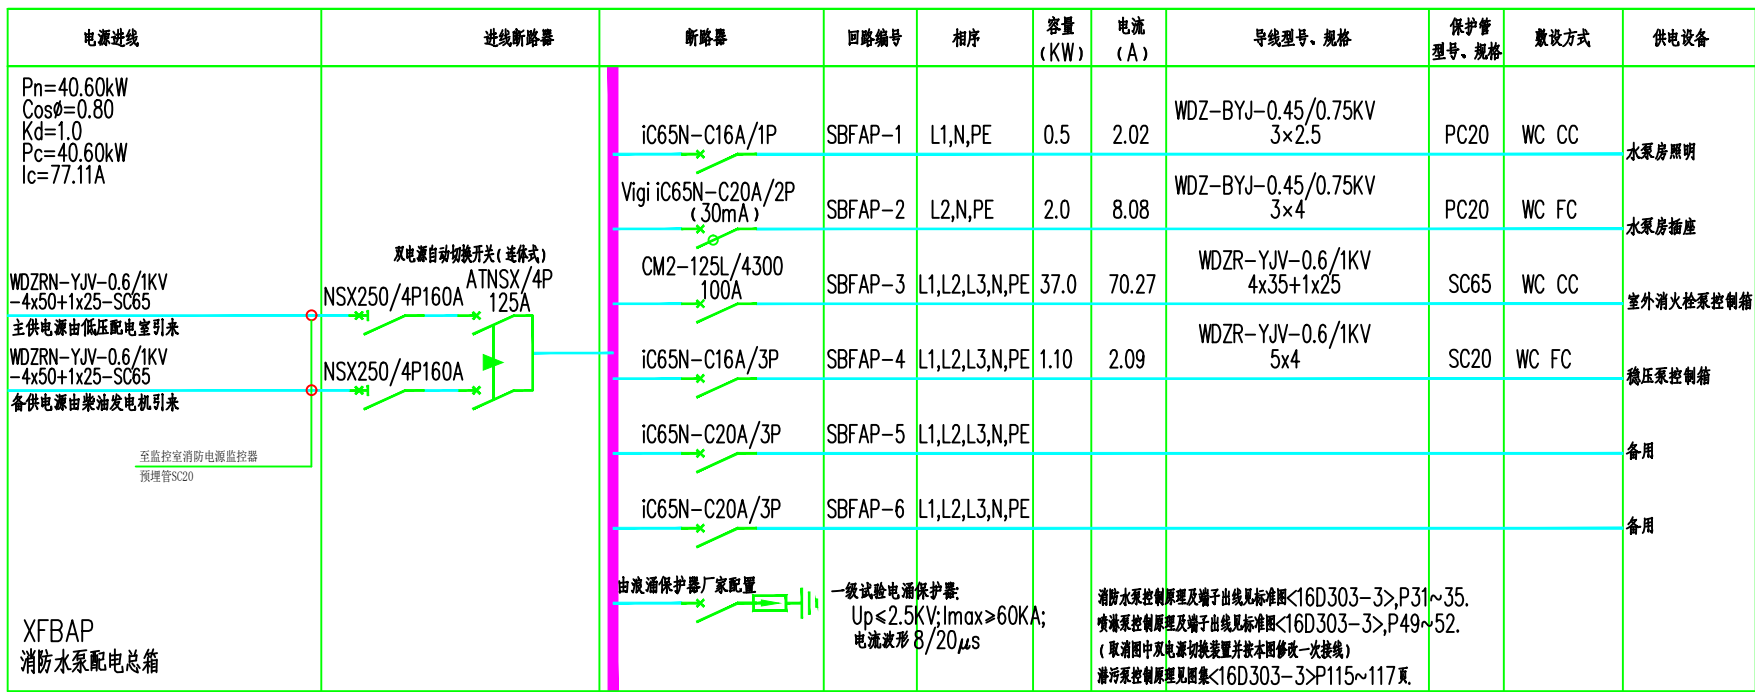 电源进线 进线断路器 断路器 回路编号 相序 容量 电流 导线型号、规格 保护管 敷设方式 供电设备
(KW) (A) 型号、规格
Pn=40.60kW
Cosø=0.80
Kd=1.0
Pc=40.60kW
Ic=77.11A
WDZRN-YJV-0.6/1KV
-4x50+1x25-SC65
主供电源由低压配电室引来
WDZRN-YJV-0.6/1KV
-4x50+1x25-SC65
备供电源由柴油发电机引来
至监控室消防电源监控器
预埋管SC20
XFBAP
消防水泵配电总箱
双电源自动切换开关(连体式)
NSX250/4P160A
ATNSX/4P
125A
NSX250/4P160A
WDZ-BYJ-0.45/0.75KV
iC65N-C16A/1P SBFAP-1 L1,N,PE 0.5 2.02 3×2.5 PC20 WC CC
水泵房照明
WDZ-BYJ-0.45/0.75KV
Vigi iC65N-C20A/2P
(30mA) SBFAP-2 L2,N,PE 2.0 8.08 3×4 PC20 WC FC
水泵房插座
CM2-125L/4300 WDZR-YJV-0.6/1KV
100A SBFAP-3 L1,L2,L3,N,PE 37.0 70.27 4x35+1x25 SC65 WC CC
室外消火栓泵控制箱
WDZR-YJV-0.6/1KV
iC65N-C16A/3P SBFAP-4 L1,L2,L3,N,PE 1.10 2.09 5x4 SC20 WC FC
稳压泵控制箱
iC65N-C20A/3P SBFAP-5 L1,L2,L3,N,PE
备用
iC65N-C20A/3P SBFAP-6 L1,L2,L3,N,PE
备用
由浪涌保护器厂家配置
一级试验电涌保护器:
Up≤2.5KV;Imax≥60KA;
电流波形 8/20μs
消防水泵控制原理及端子出线见标准图<16D303-3>,P31~35.
喷淋泵控制原理及端子出线见标准图<16D303-3>,P49~52.
(取消图中双电源切换装置并按本图修改一次接线)
潜污泵控制原理见图集<16D303-3>P115~117页.